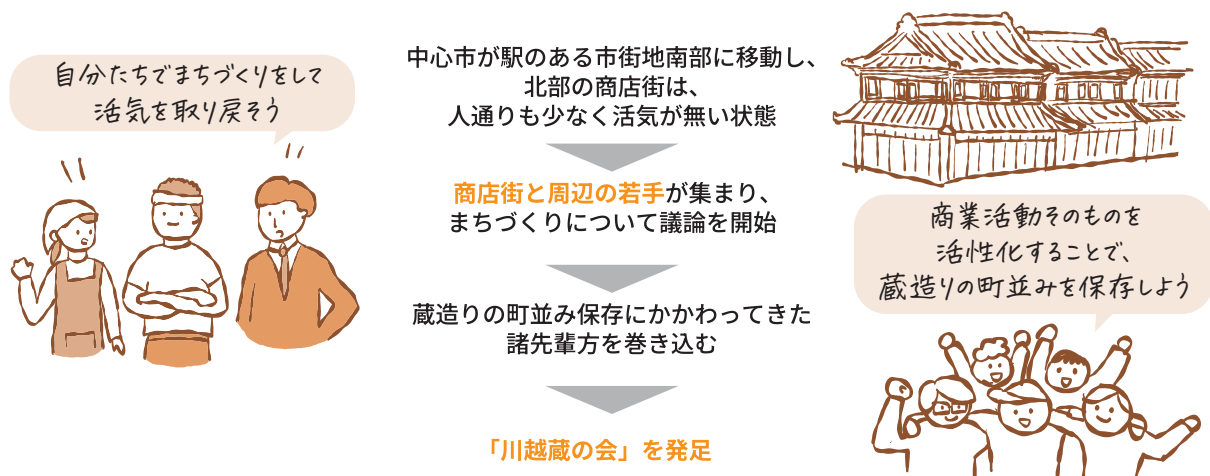 自分たちでまちづくりをして
活気を取り戻そう
中心市が駅のある市街地南部に移動し、
北部の商店街は、
人通りも少なく活気が無い状態
商店街と周辺の若手が集まり、
まちづくりについて議論を開始
蔵造りの町並み保存にかかわってきた
諸先輩方を巻き込む
「川越蔵の会」を発足
商業活動そのものを
活性化することで、
蔵造りの町並みを保存しよう